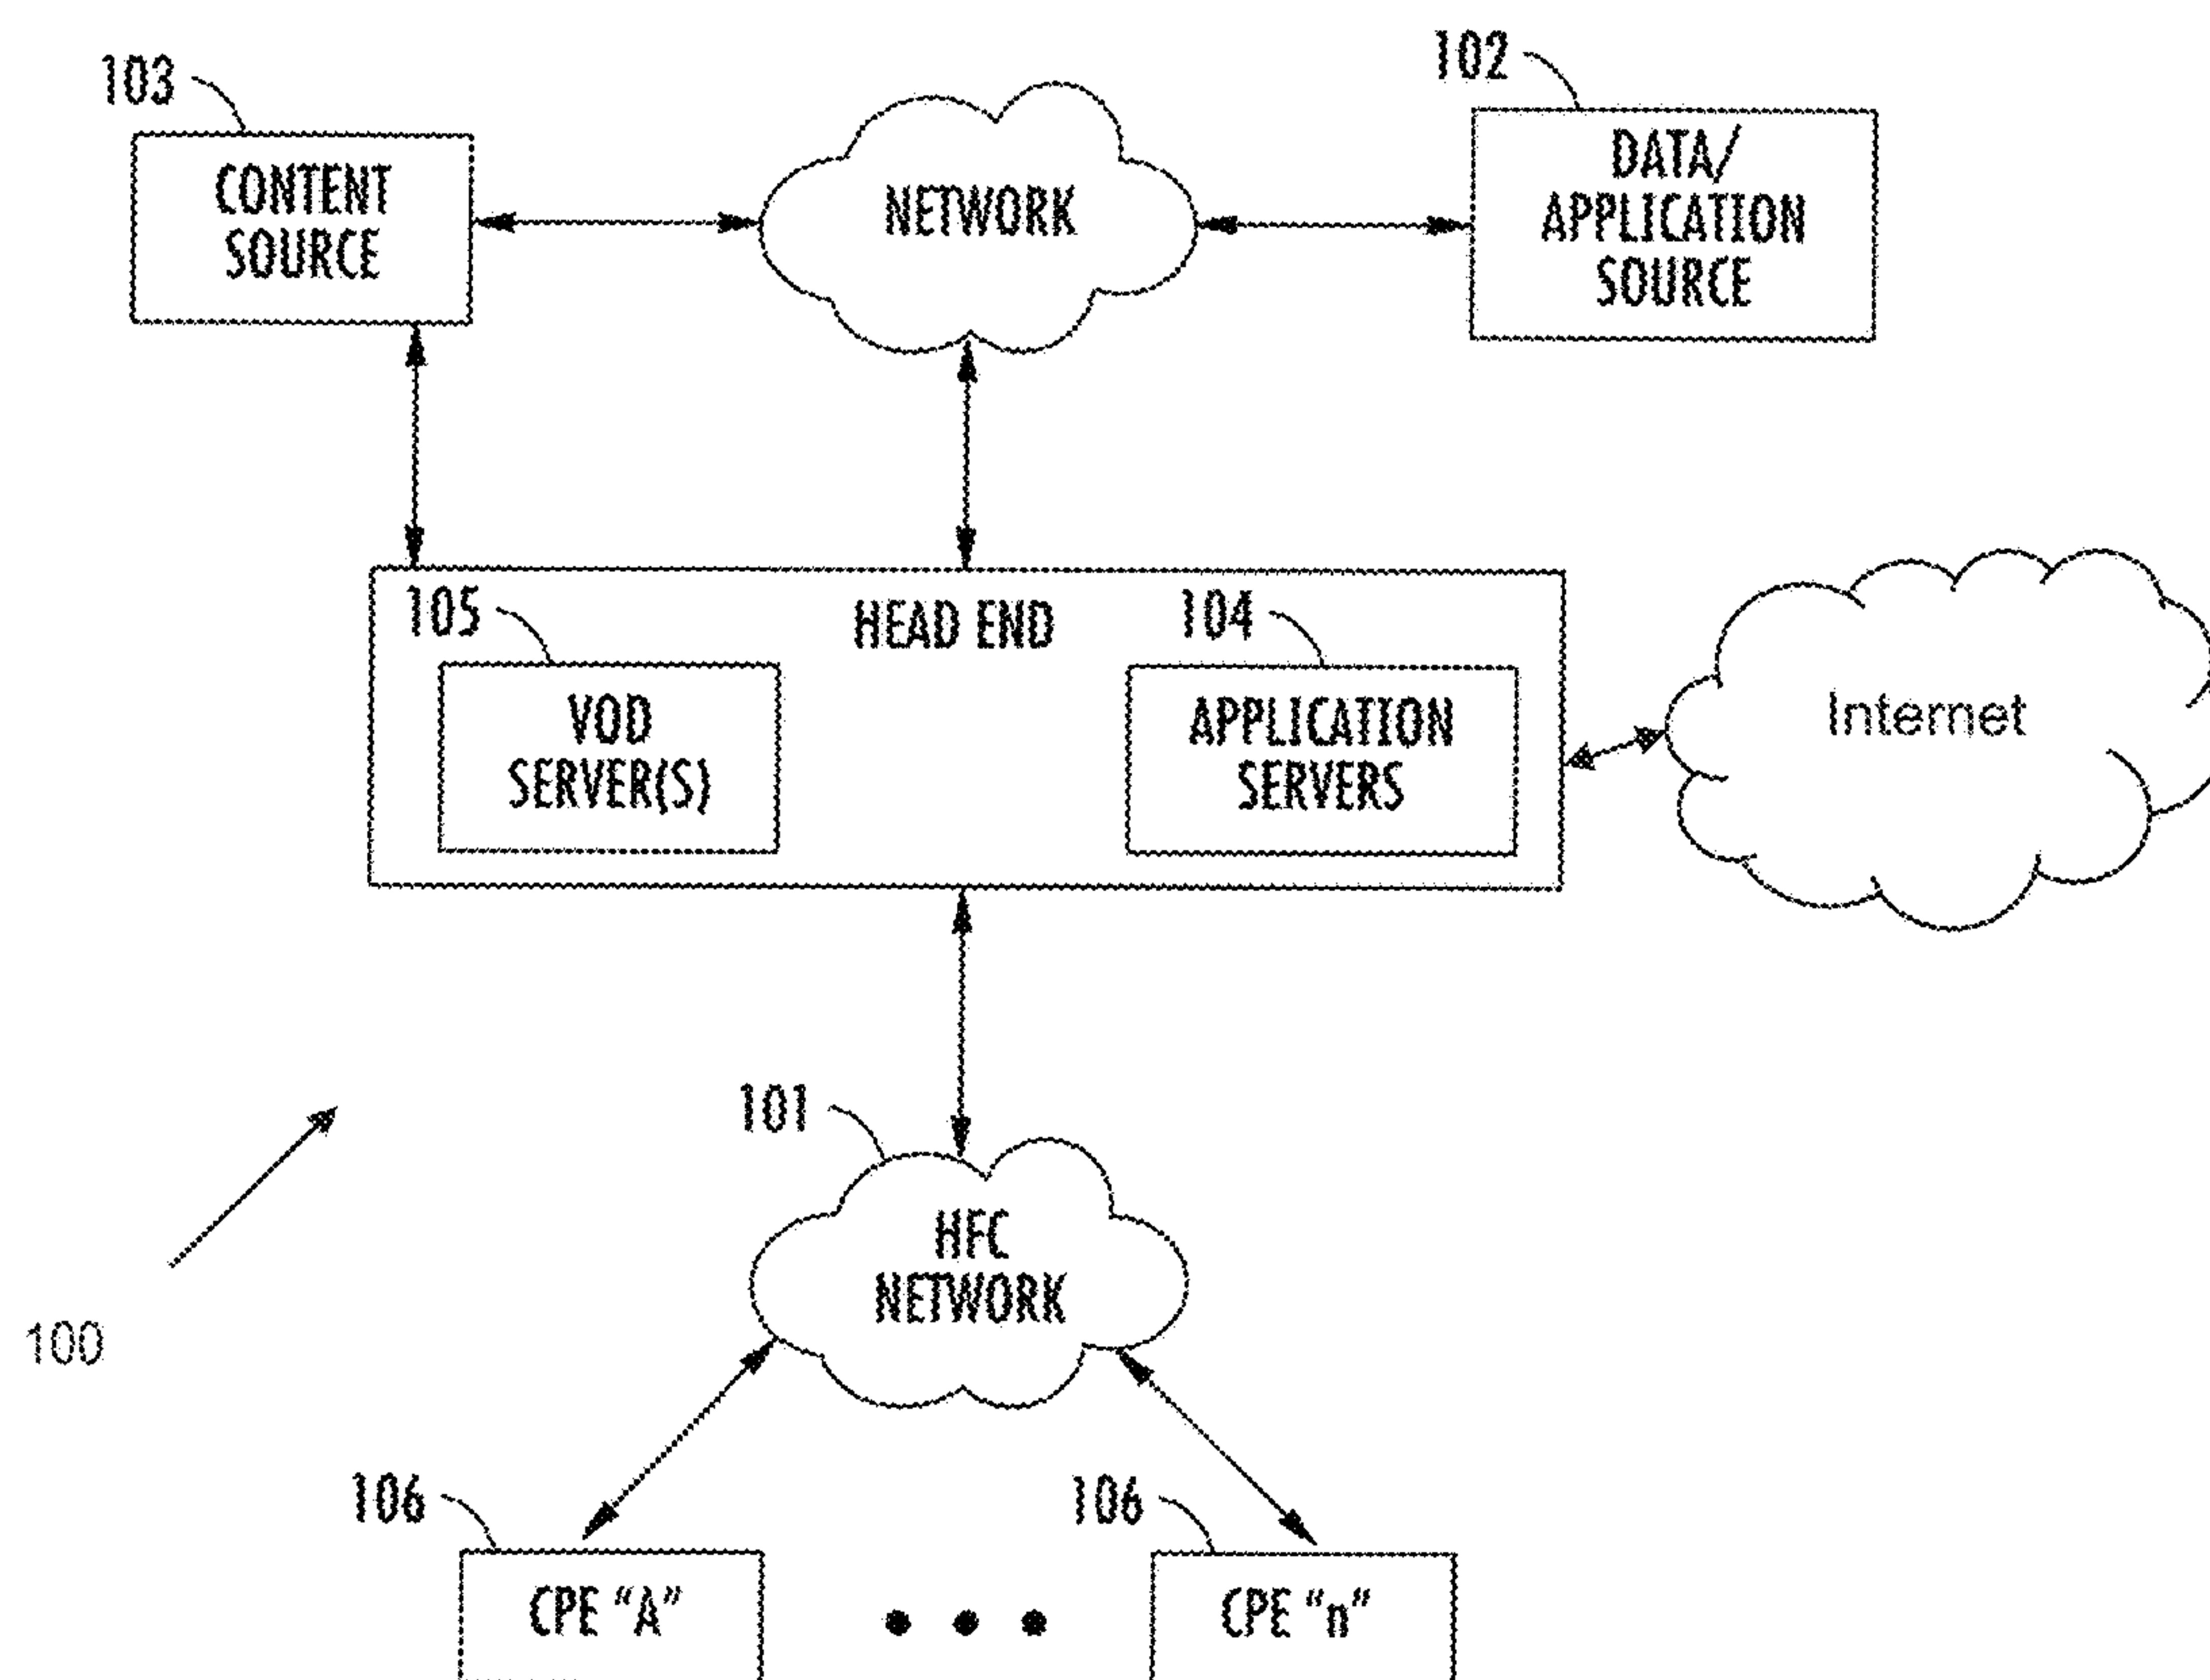 103
102
CONTENT
SOURCE
NETWORK
DATA/
APPLICATION
SOURCE
105
HEAD END
104
VOD
SERVER(S)
APPLICATION
SERVERS
Internet
101
HFC
NETWORK
100
106
106
CPE “A”
CPE “n”